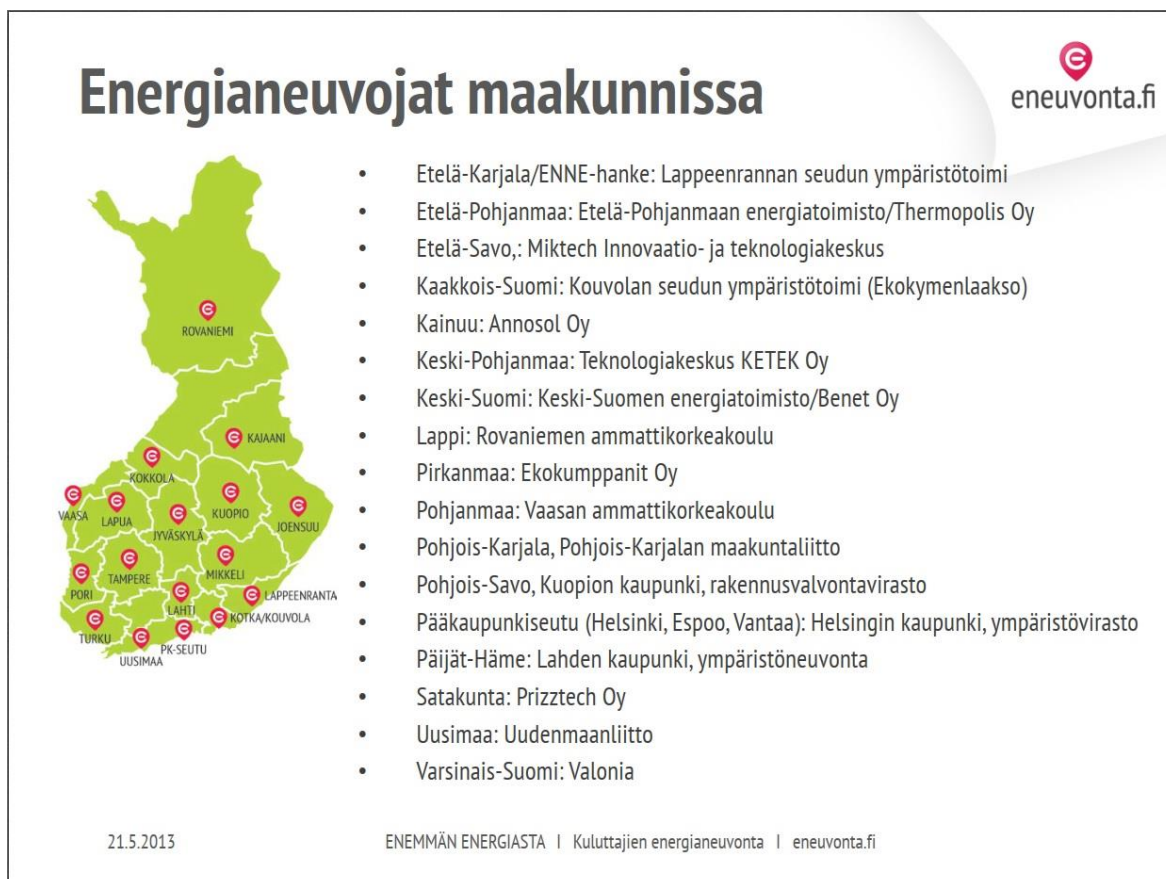 Energianeuvojat maakunnissa
eneuvonta.fi
• Etelä-Karjala/ENNE-hanke: Lappeenrannan seudun ympäristötoimi
• Etelä-Pohjanmaa: Etelä-Pohjanmaan energiatoimisto/Thermopolis Oy
• Etelä-Savo,: Miktech Innovaatio- ja teknologiakeskus
• Kaakkois-Suomi: Kouvolan seudun ympäristötoimi (Ekokymenlaakso)
• Kainuu: Annosol Oy
• Keski-Pohjanmaa: Teknologiakeskus KETEK Oy
• Keski-Suomi: Keski-Suomen energiatoimisto/Benet Oy
• Lappi: Rovaniemen ammattikorkeakoulu
• Pirkanmaa: Ekokumppanit Oy
• Pohjanmaa: Vaasan ammattikorkeakoulu
• Pohjois-Karjala, Pohjois-Karjalan maakuntaliitto
• Pohjois-Savo, Kuopion kaupunki, rakennusvalvontavirasto
• Pääkaupunkiseutu (Helsinki, Espoo, Vantaa): Helsingin kaupunki, ympäristövirasto
• Päijät-Häme: Lahden kaupunki, ympäristöneuvonta
• Satakunta: Prizztech Oy
• Uusimaa: Uudenmaanliitto
• Varsinais-Suomi: Valonia
ROVANIEMI
KAJAANI
KOKKOLA
VAASA
LAPUA
JYVÄSKYLÄ
KUOPIO
JOENSUU
TAMPERE
MIKKELI
PORI
LAHTI
LAPPEENRANTA
KOTKA/KOUVOLA
TURKU
UUSIMAA
PK-SEUTU
21.5.2013
ENEMMÄN ENERGIASTA I Kuluttajien energianeuvonta I eneuvonta.fi